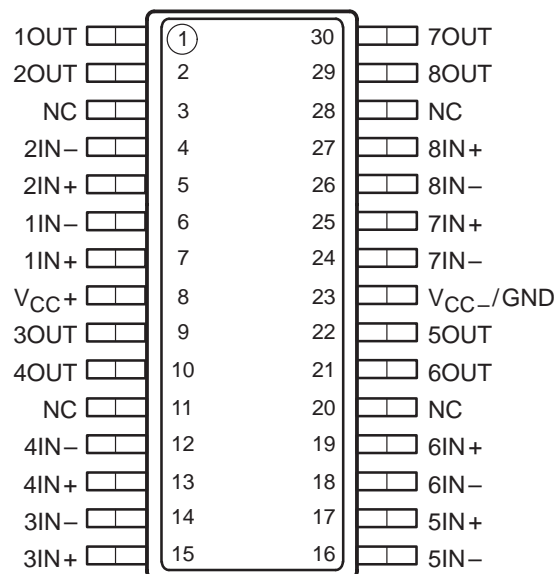 1OUT 1 30 7OUT
2OUT 2 29 8OUT
NC 3 28 NC
2IN− 4 27 8IN+
2IN+ 5 26 8IN−
1IN− 6 25 7IN+
1IN+ 7 24 7IN−
VCC+ 8 23 VCC−/GND
3OUT 9 22 5OUT
4OUT 10 21 6OUT
NC 11 20 NC
4IN− 12 19 6IN+
4IN+ 13 18 6IN−
3IN− 14 17 5IN+
3IN+ 15 16 5IN−